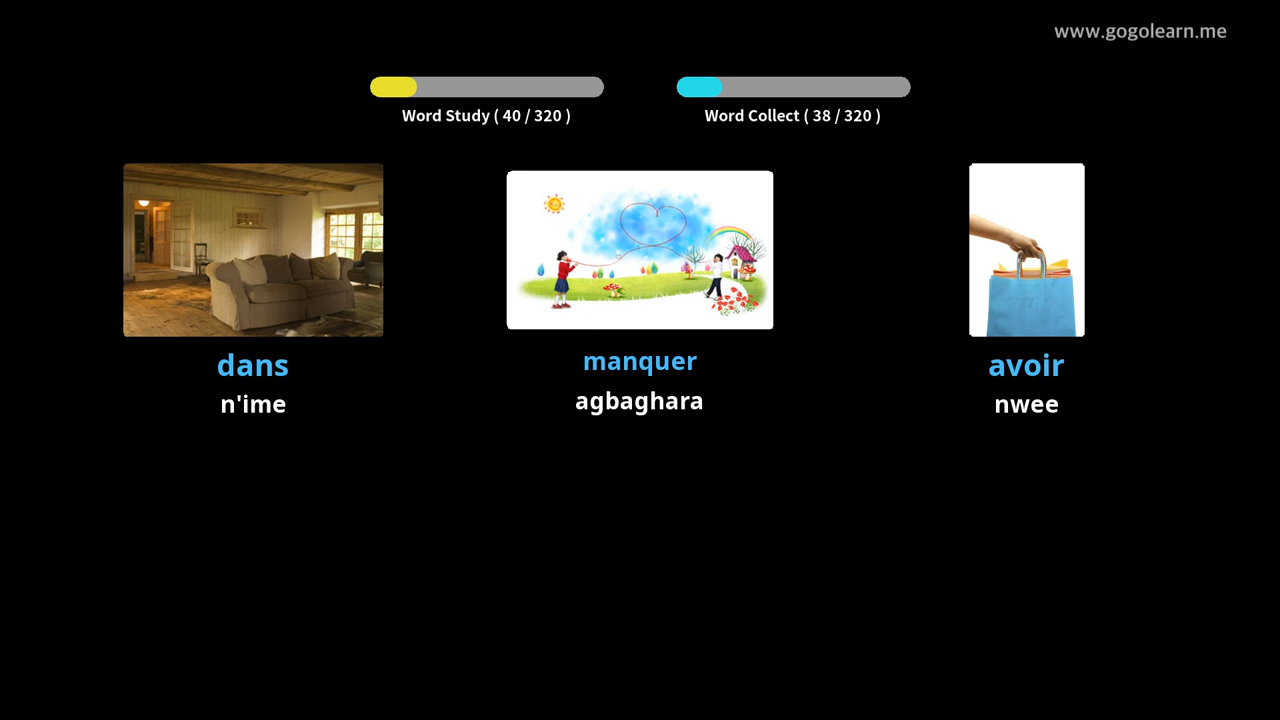 www.gogolearn.me
Word Study ( 40 / 320 )
Word Collect ( 38 / 320 )
dans
n'ime
manquer
agbaghara
avoir
nwee